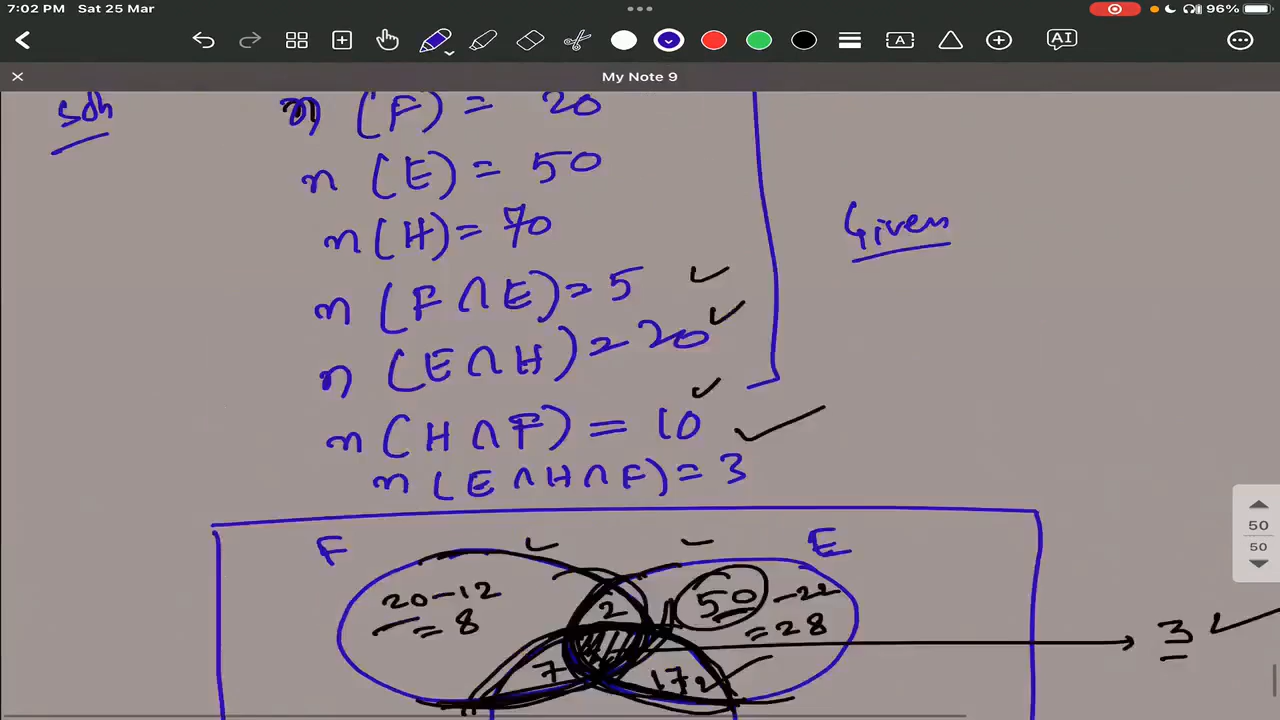 7:02 PM Sat 25 Mar
96%
A
AI
My Note 9
Soln
n (F) = 20
n (E) = 50
n (H) = 70
Given
n (F ∩ E) = 5
n (E ∩ H) = 20
n (H ∩ F) = 10
n (E ∩ H ∩ F) = 3
F
E
20-12
= 8
2
50 -22
= 28
3
7
17
50
50